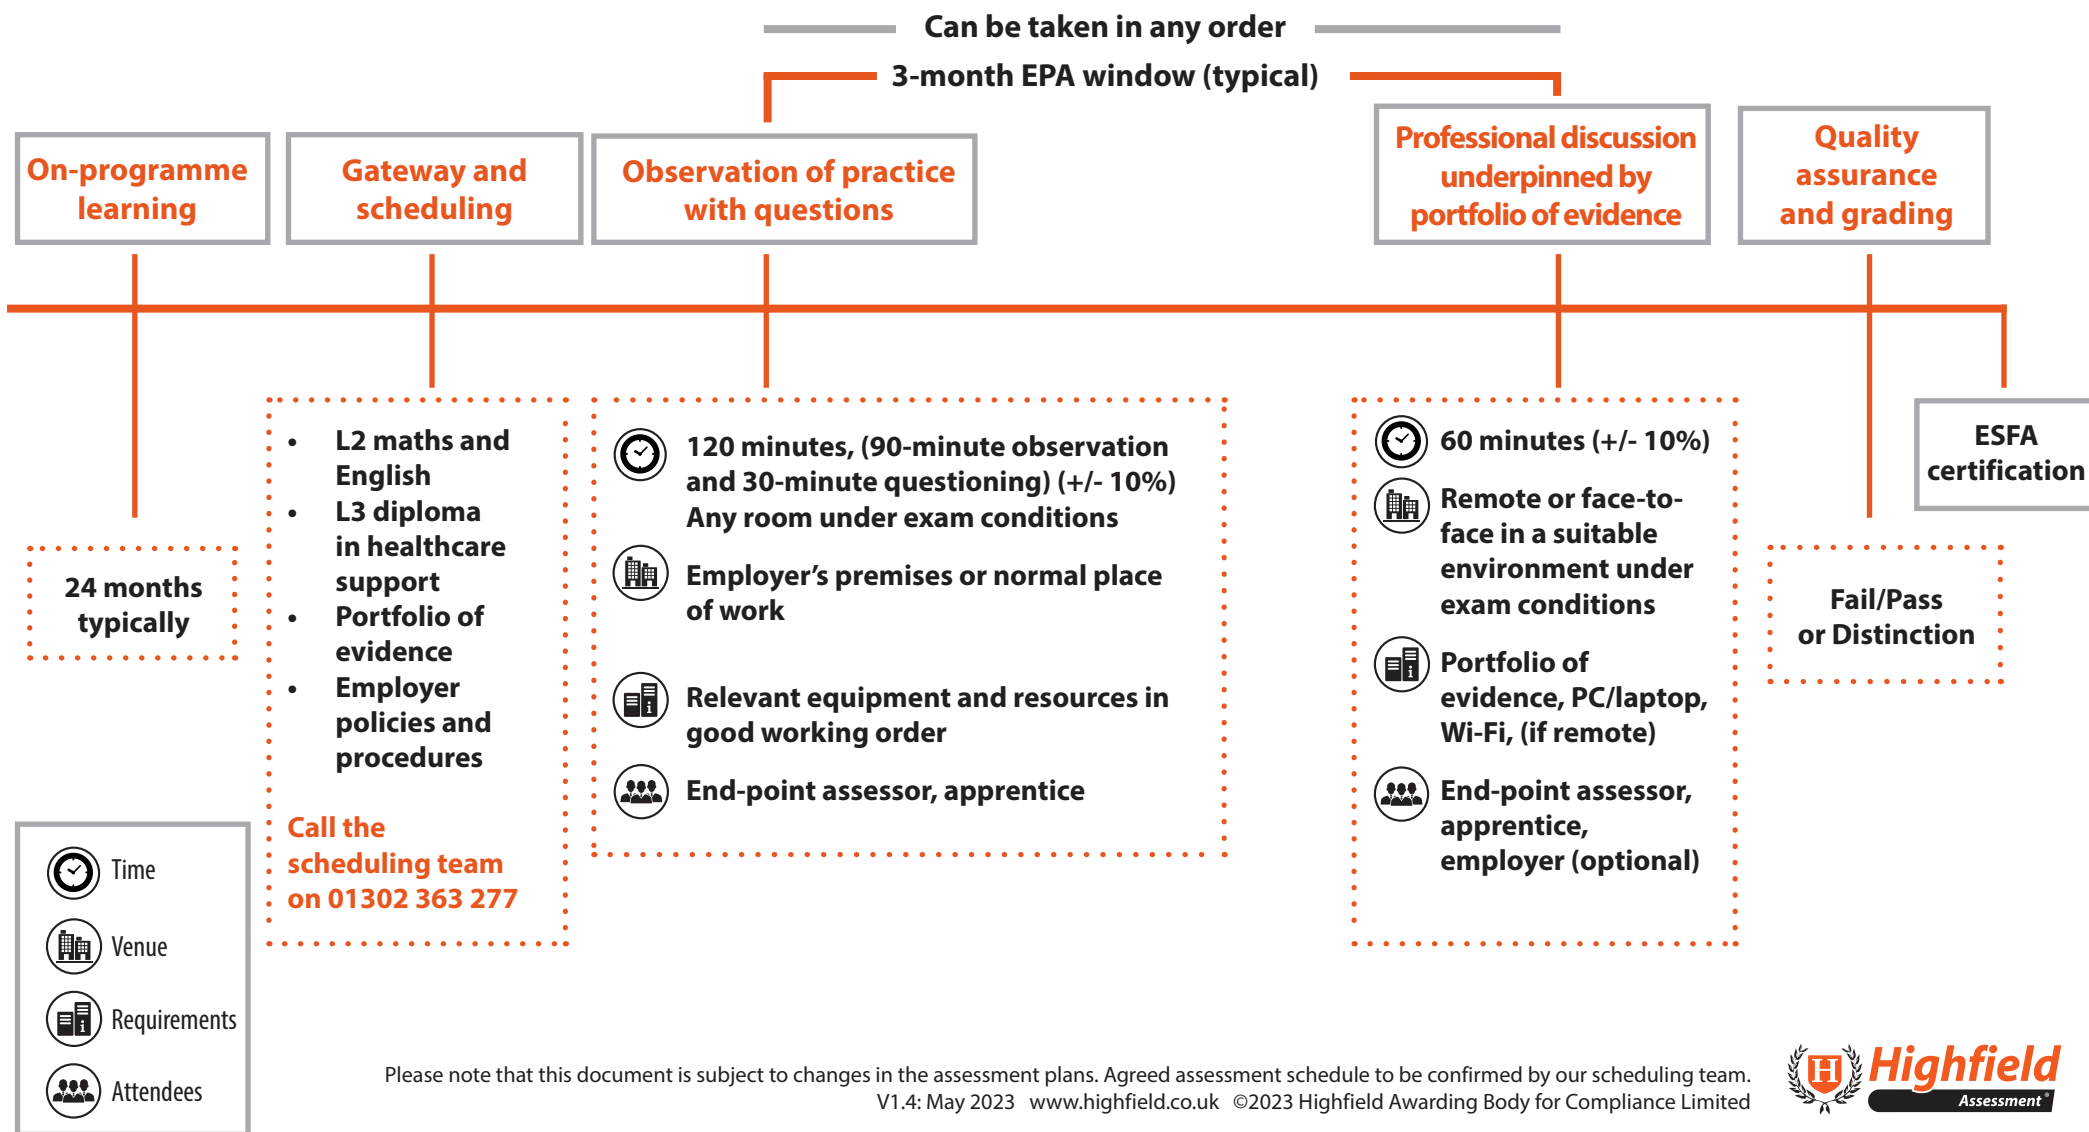 Can be taken in any order
3-month EPA window (typical)
On-programme
learning
Gateway and
scheduling
Observation of practice
with questions
Professional discussion
underpinned by
portfolio of evidence
Quality
assurance
and grading
24 months
typically
• L2 maths and
English
• L3 diploma
in healthcare
support
• Portfolio of
evidence
• Employer
policies and
procedures
Call the
scheduling team
on 01302 363 277
120 minutes, (90-minute observation
and 30-minute questioning) (+/- 10%)
Any room under exam conditions
Employer’s premises or normal place
of work
Relevant equipment and resources in
good working order
End-point assessor, apprentice
60 minutes (+/- 10%)
Remote or face-to-
face in a suitable
environment under
exam conditions
Portfolio of
evidence, PC/laptop,
Wi-Fi, (if remote)
End-point assessor,
apprentice,
employer (optional)
Fail/Pass
or Distinction
ESFA
certification
Time
Venue
Requirements
Attendees
Please note that this document is subject to changes in the assessment plans. Agreed assessment schedule to be confirmed by our scheduling team.
V1.4: May 2023 www.highfield.co.uk ©2023 Highfield Awarding Body for Compliance Limited
H
Highfield
Assessment®